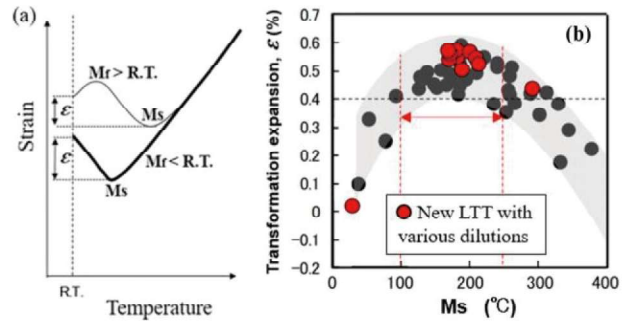 (a)
Mf > R.T.
ε
Ms
ε
Mf < R.T.
Ms
Strain
R.T.
Temperature
(b)
Transformation expansion, ε (%)
0.7
0.6
0.5
0.4
0.3
0.2
0.1
0
−0.1
−0.2
New LTT with
various dilutions
0
100
200
300
400
Ms (℃)